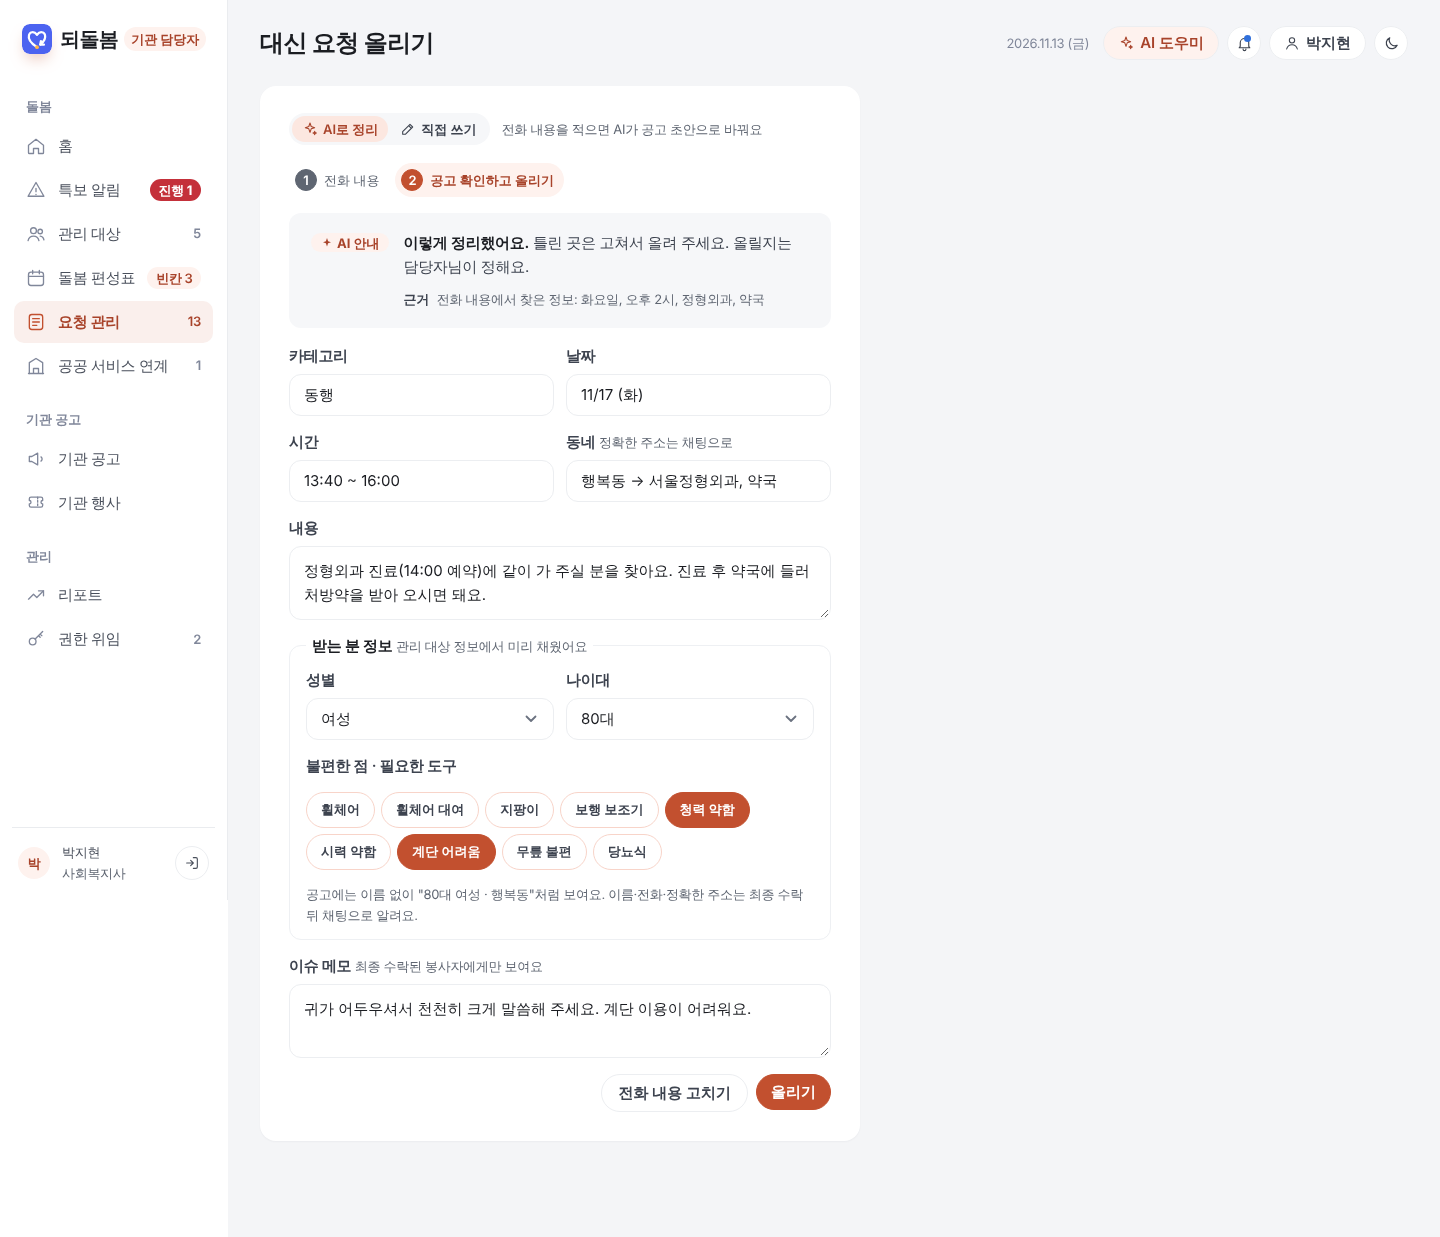 되돌봄 기관 담당자
돌봄
홈
특보 알림 진행 1
관리 대상 5
돌봄 편성표 빈칸 3
요청 관리 13
공공 서비스 연계 1
기관 공고
기관 공고
기관 행사
관리
리포트
권한 위임 2
박 박지현
사회복지사
대신 요청 올리기
2026.11.13 (금) AI 도우미 박지현
AI로 정리 직접 쓰기 전화 내용을 적으면 AI가 공고 초안으로 바꿔요
1 전화 내용 2 공고 확인하고 올리기
AI 안내 이렇게 정리했어요. 틀린 곳은 고쳐서 올려 주세요. 올릴지는
담당자님이 정해요.
근거 전화 내용에서 찾은 정보: 화요일, 오후 2시, 정형외과, 약국
카테고리 날짜
동행 11/17 (화)
시간 동네 정확한 주소는 채팅으로
13:40 ~ 16:00 행복동 → 서울정형외과, 약국
내용
정형외과 진료(14:00 예약)에 같이 가 주실 분을 찾아요. 진료 후 약국에 들러
처방약을 받아 오시면 돼요.
받는 분 정보 관리 대상 정보에서 미리 채웠어요
성별 나이대
여성 80대
불편한 점 · 필요한 도구
휠체어 휠체어 대여 지팡이 보행 보조기 청력 약함
시력 약함 계단 어려움 무릎 불편 당뇨식
공고에는 이름 없이 "80대 여성 · 행복동"처럼 보여요. 이름·전화·정확한 주소는 최종 수락
뒤 채팅으로 알려요.
이슈 메모 최종 수락된 봉사자에게만 보여요
귀가 어두우셔서 천천히 크게 말씀해 주세요. 계단 이용이 어려워요.
전화 내용 고치기 올리기